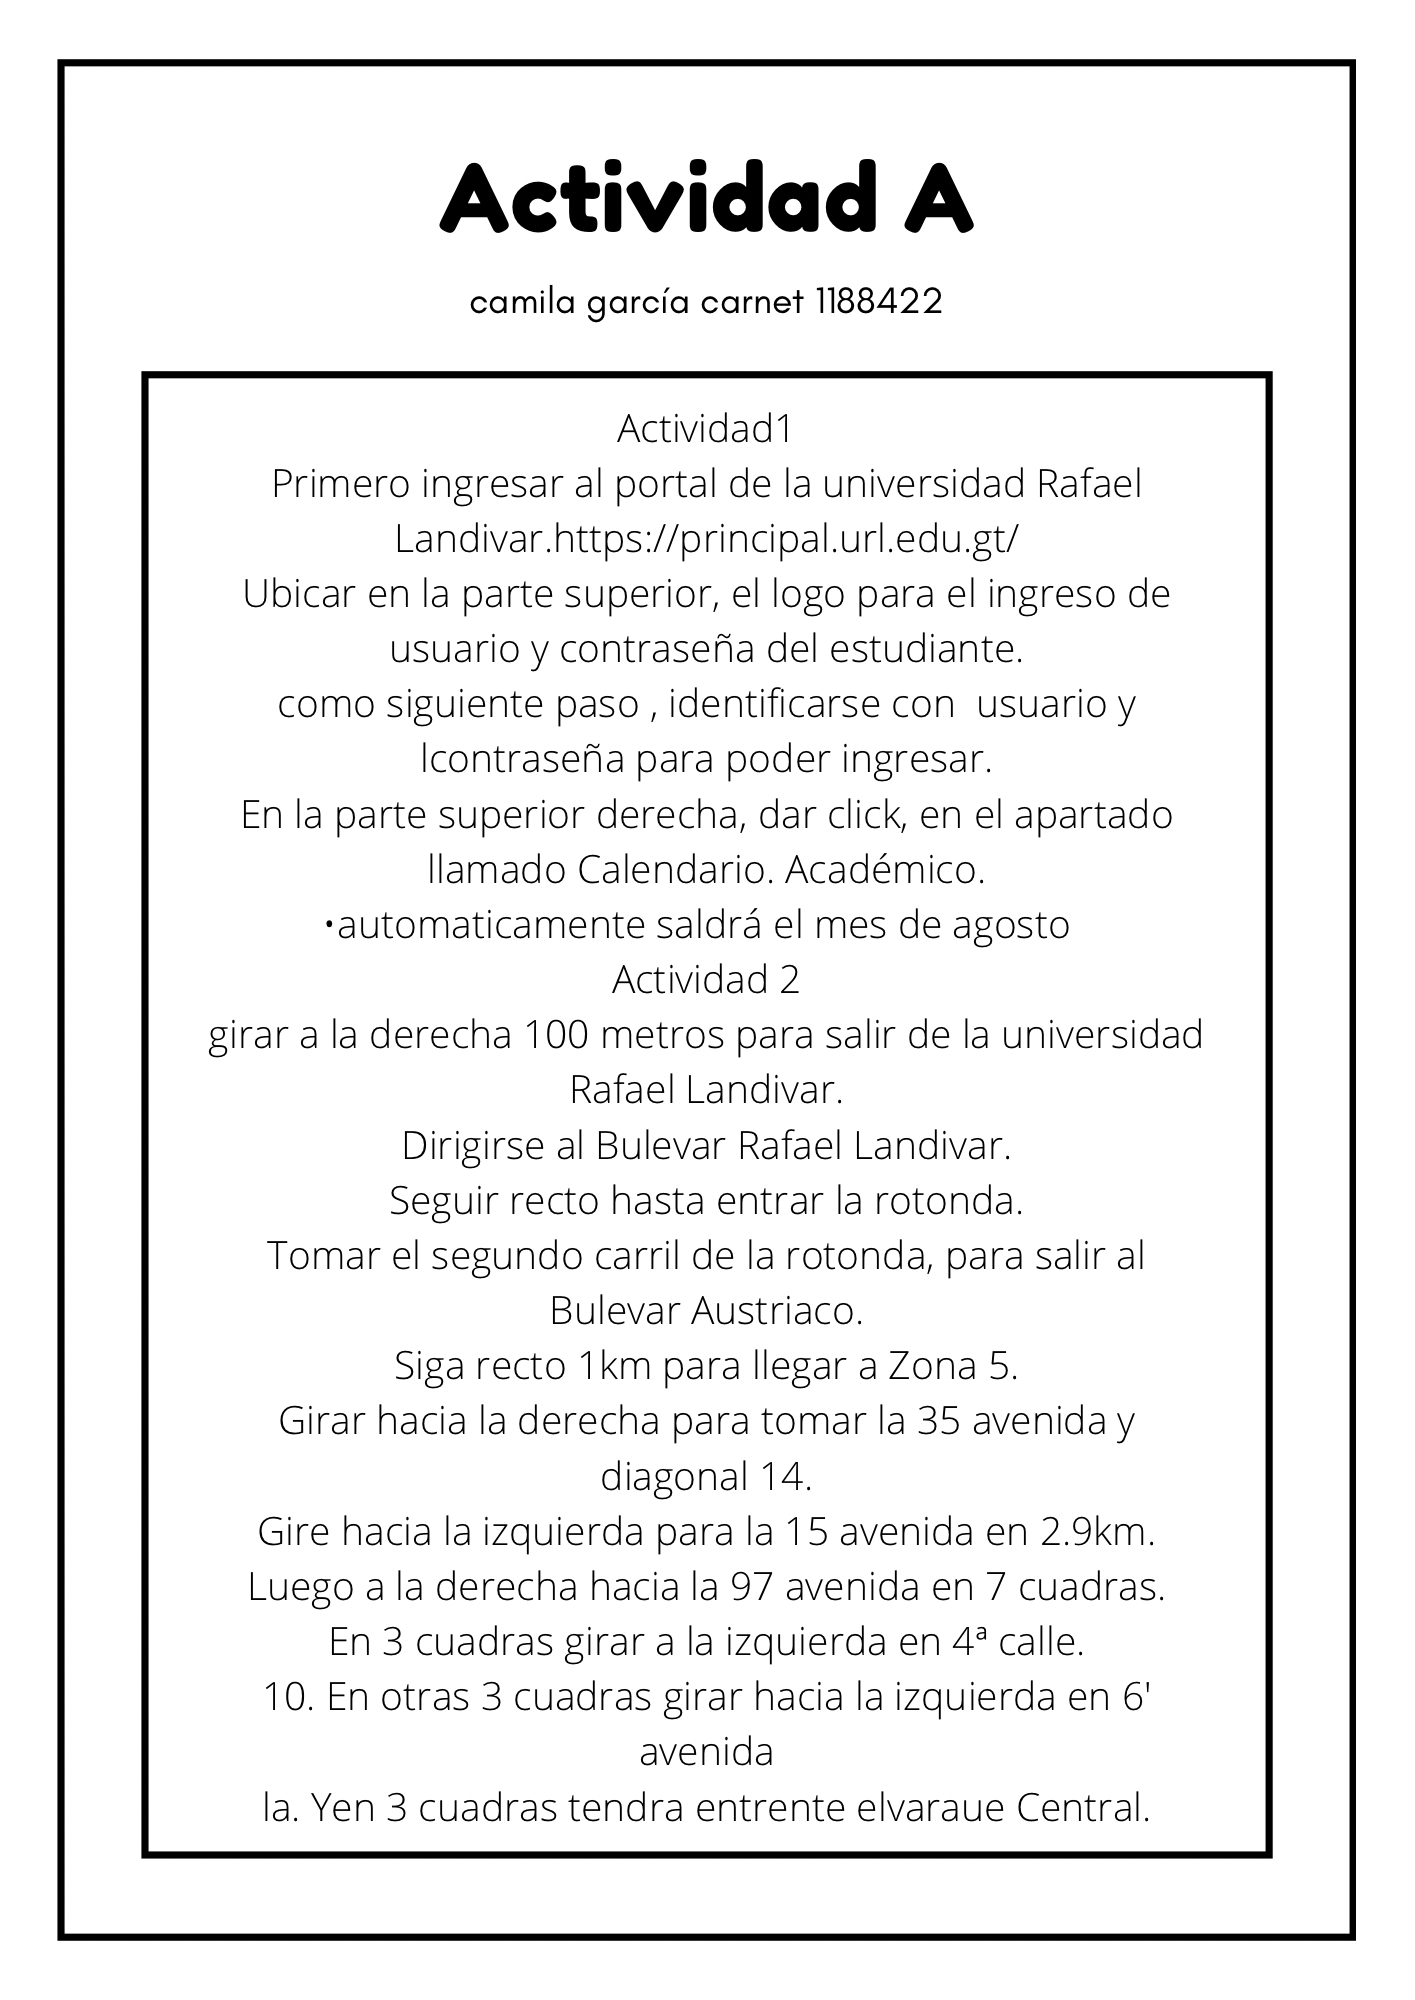 Actividad A
camila garcía carnet 1188422
Actividad1
Primero ingresar al portal de la universidad Rafael
Landivar.https://principal.url.edu.gt/
Ubicar en la parte superior, el logo para el ingreso de
usuario y contraseña del estudiante.
como siguiente paso , identificarse con  usuario y
lcontraseña para poder ingresar.
En la parte superior derecha, dar click, en el apartado
llamado Calendario. Académico.
•automaticamente saldrá el mes de agosto
Actividad 2
girar a la derecha 100 metros para salir de la universidad
Rafael Landivar.
Dirigirse al Bulevar Rafael Landivar.
Seguir recto hasta entrar la rotonda.
Tomar el segundo carril de la rotonda, para salir al
Bulevar Austriaco.
Siga recto 1km para llegar a Zona 5.
Girar hacia la derecha para tomar la 35 avenida y
diagonal 14.
Gire hacia la izquierda para la 15 avenida en 2.9km.
Luego a la derecha hacia la 97 avenida en 7 cuadras.
En 3 cuadras girar a la izquierda en 4ª calle.
10. En otras 3 cuadras girar hacia la izquierda en 6'
avenida
la. Yen 3 cuadras tendra entrente elvaraue Central.